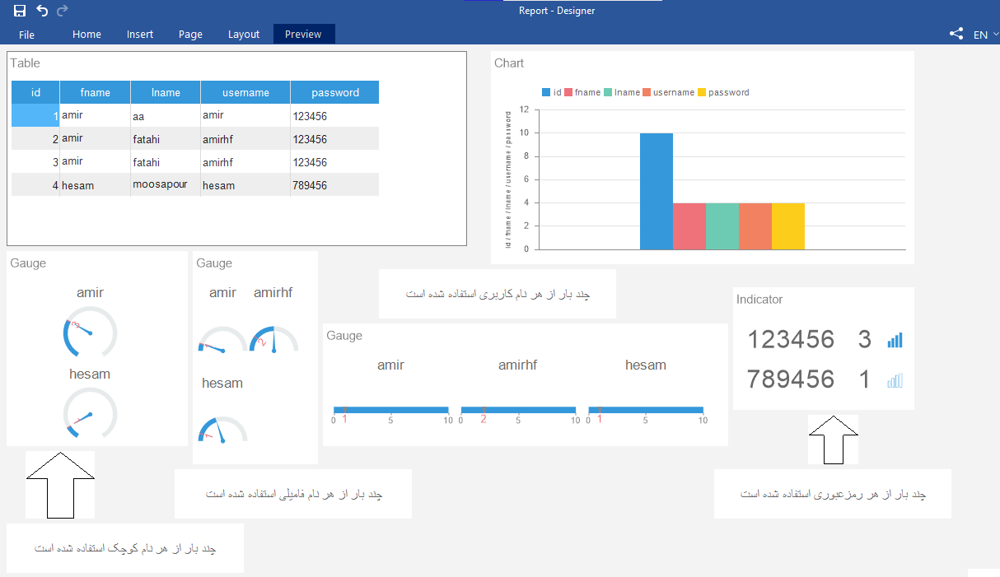 Report - Designer
File Home Insert Page Layout Preview EN
Table
id fname lname username password
1 amir aa amir 123456
2 amir fatahi amirhf 123456
3 amir fatahi amirhf 123456
4 hesam moosapour hesam 789456
Chart
id fname lname username password
id / fname / lname / username / password
12
10
8
6
4
2
0
Gauge
amir
3
hesam
1
Gauge
amir amirhf
1 2
hesam
1
چند بار از هر نام کاربری استفاده شده است
Gauge
amir amirhf hesam
0 1 5 10 0 2 5 10 0 1 5 10
Indicator
123456 3
789456 1
چند بار از هر نام فامیلی استفاده شده است
چند بار از هر رمزعبوری استفاده شده است
چند بار از هر نام کوچک استفاده شده است